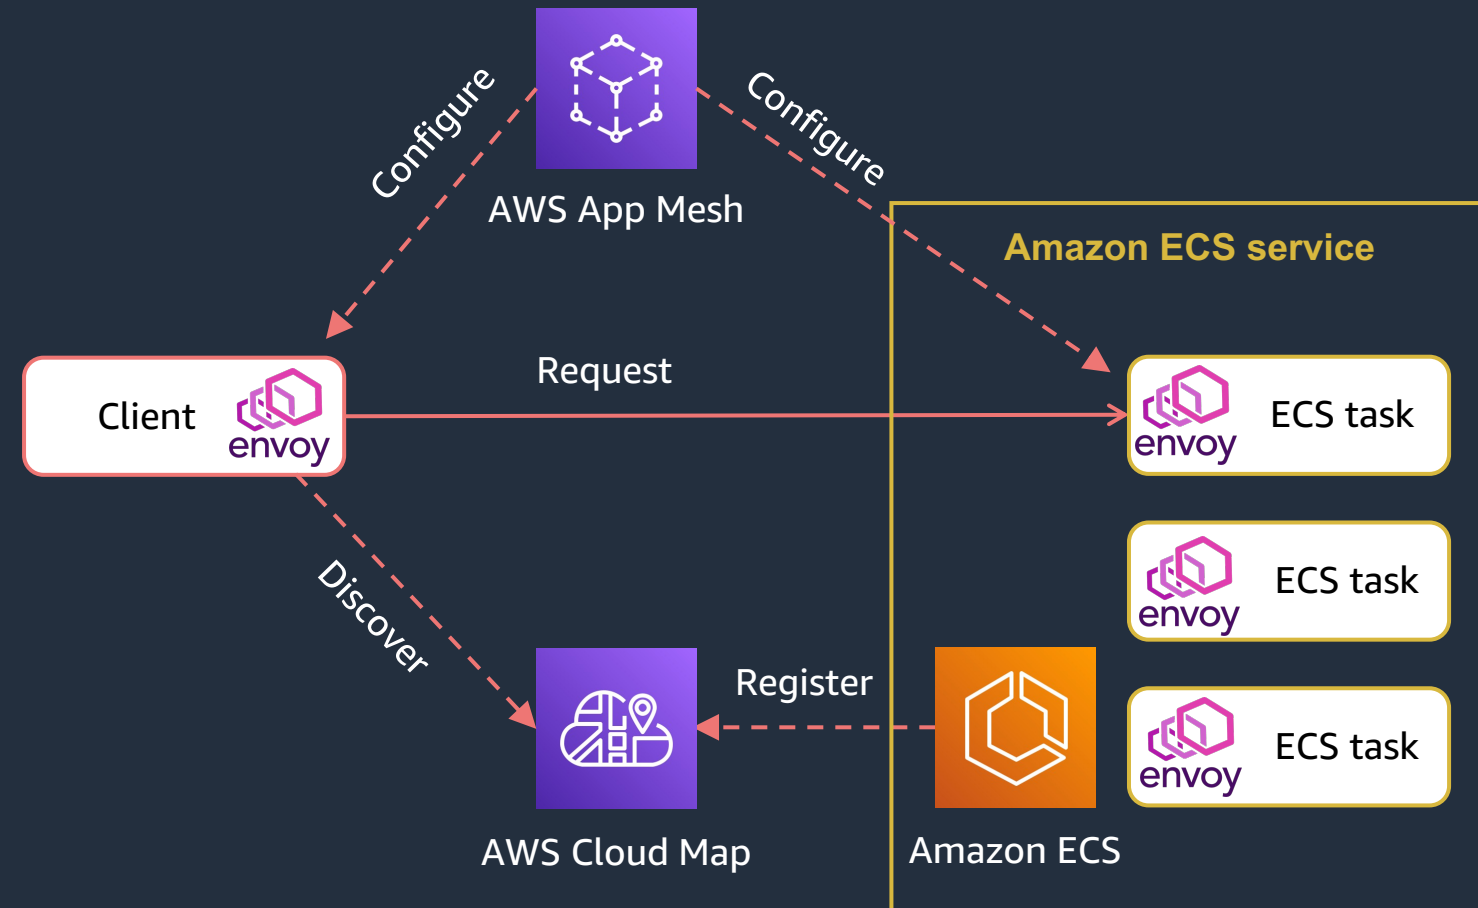 Configure
Configure
AWS App Mesh
Amazon ECS service
Request
Client
envoy
envoy
ECS task
Discover
envoy
ECS task
Register
envoy
ECS task
AWS Cloud Map
Amazon ECS